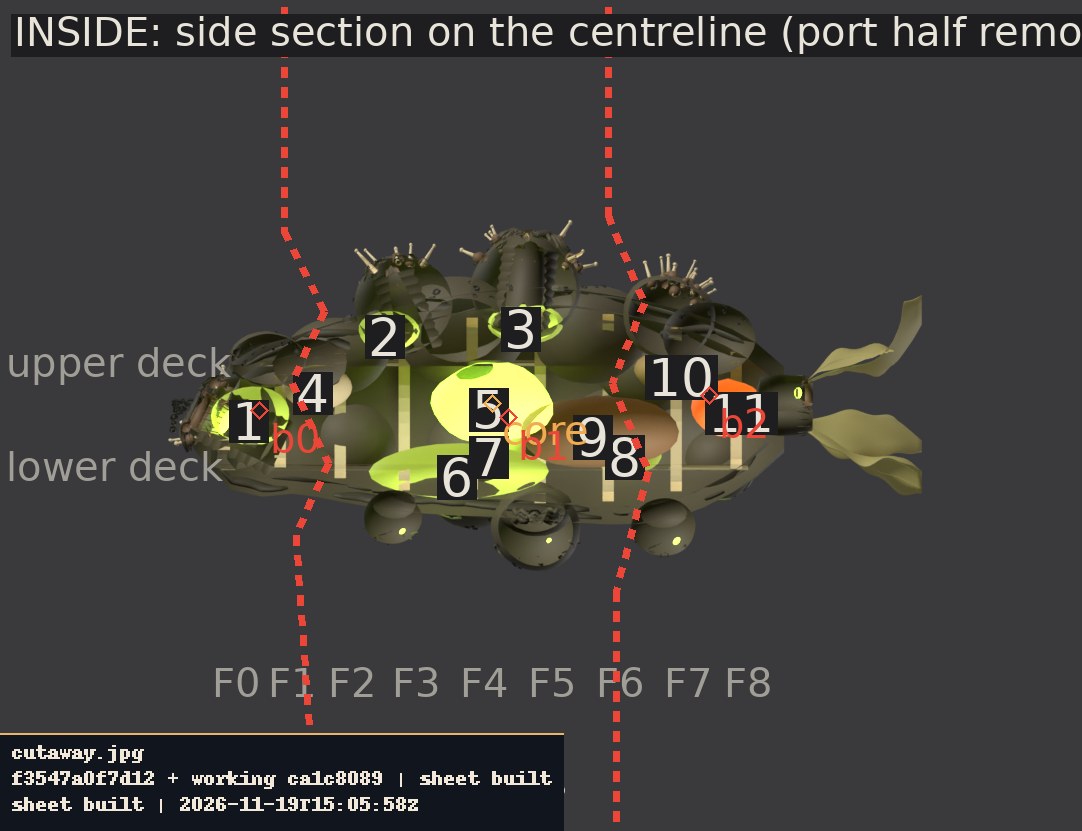 INSIDE: side section on the centreline (port half remo
2
3
upper deck
10
4
5
11
1
b0
core
b1
b2
9
7
8
lower deck
6
F0 F1 F2 F3 F4 F5 F6 F7 F8
cutaway.jpg
f3547a0f7d12 + working ca1c8089 | sheet built
sheet built | 2026-11-19T15:05:58z